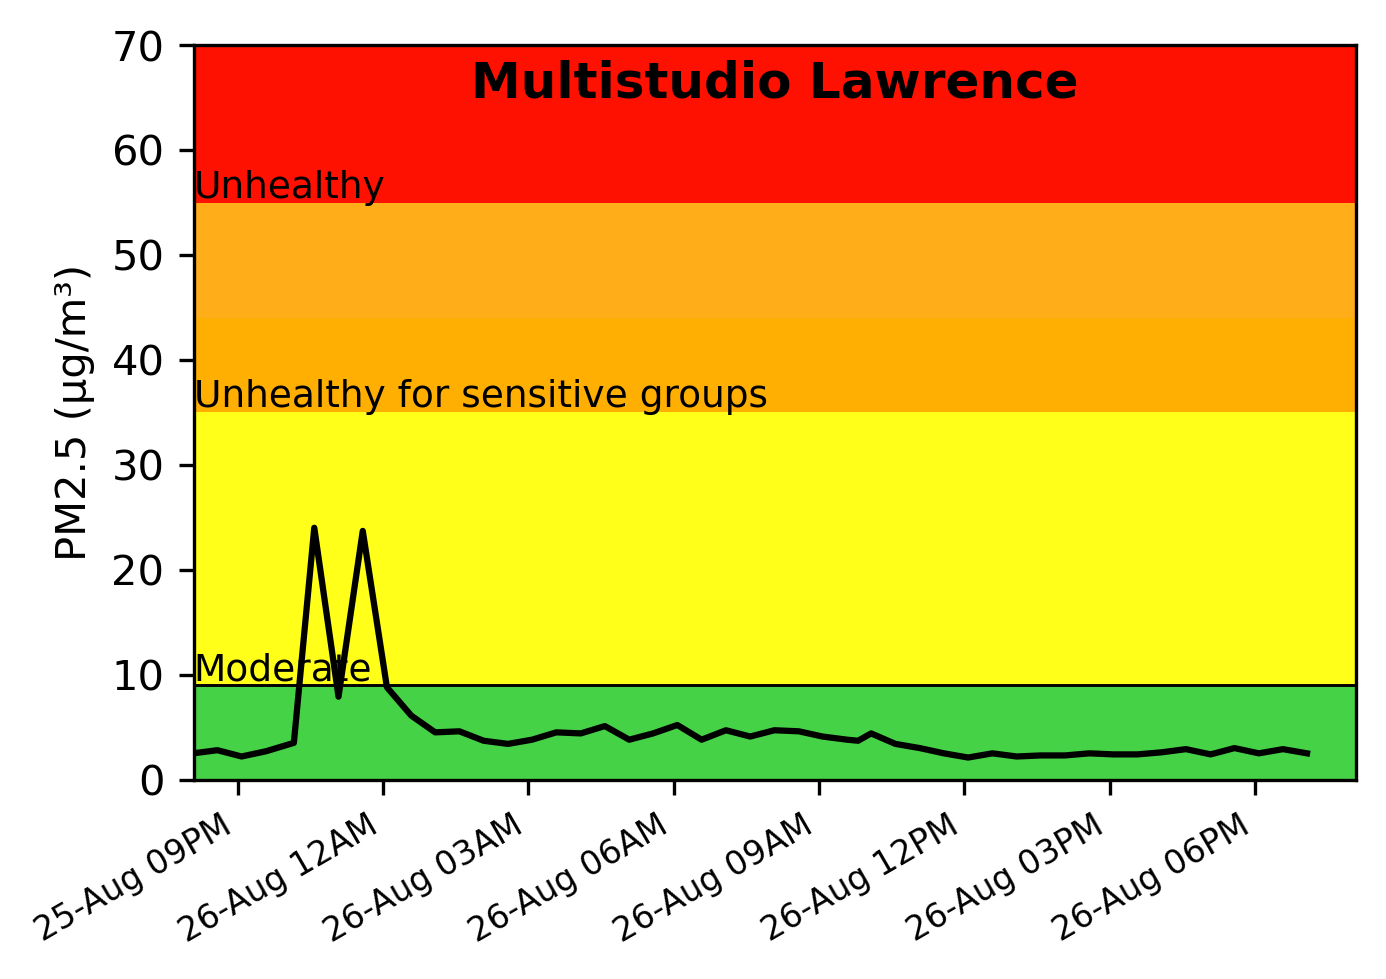 Multistudio Lawrence
70
60
50
40
30
20
10
0
PM2.5 (µg/m³)
Unhealthy
Unhealthy for sensitive groups
Moderate
25-Aug 09PM
26-Aug 12AM
26-Aug 03AM
26-Aug 06AM
26-Aug 09AM
26-Aug 12PM
26-Aug 03PM
26-Aug 06PM